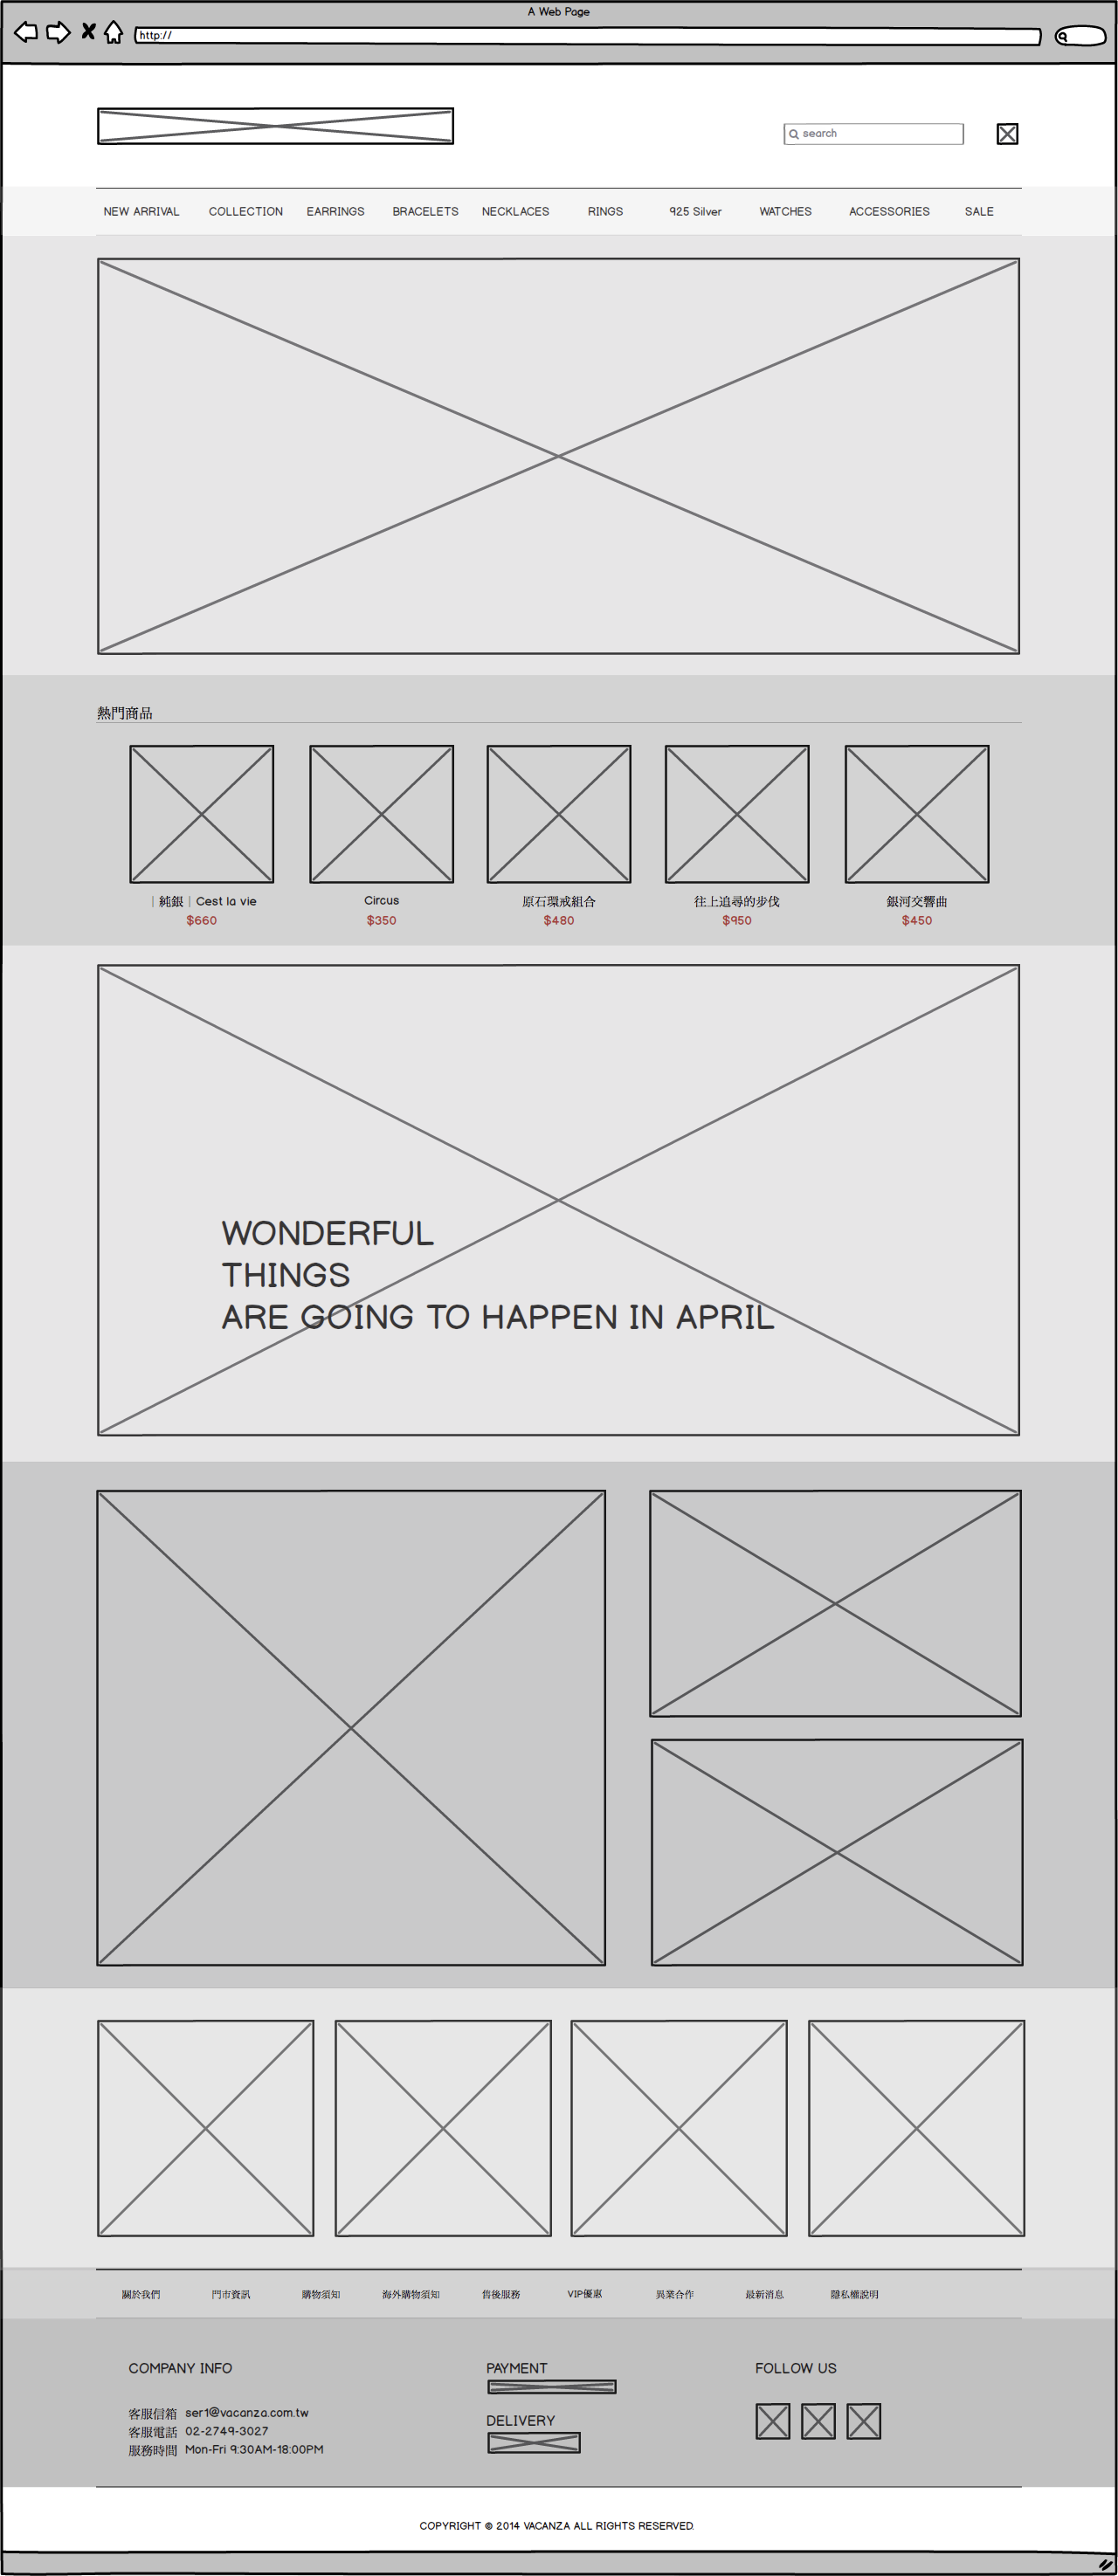 A Web Page
http://
search
NEW ARRIVAL COLLECTION EARRINGS BRACELETS NECKLACES RINGS 925 Silver WATCHES ACCESSORIES SALE
熱門商品
｜純銀｜Cest la vie
$660
Circus
$350
原石環戒組合
$480
往上追尋的步伐
$950
銀河交響曲
$450
WONDERFUL
THINGS
ARE GOING TO HAPPEN IN APRIL
關於我們 門市資訊 購物須知 海外購物須知 售後服務 VIP優惠 異業合作 最新消息 隱私權說明
COMPANY INFO
客服信箱 ser1@vacanza.com.tw
客服電話 02-2749-3027
服務時間 Mon-Fri 9:30AM-18:00PM
PAYMENT
DELIVERY
FOLLOW US
COPYRIGHT © 2014 VACANZA ALL RIGHTS RESERVED.